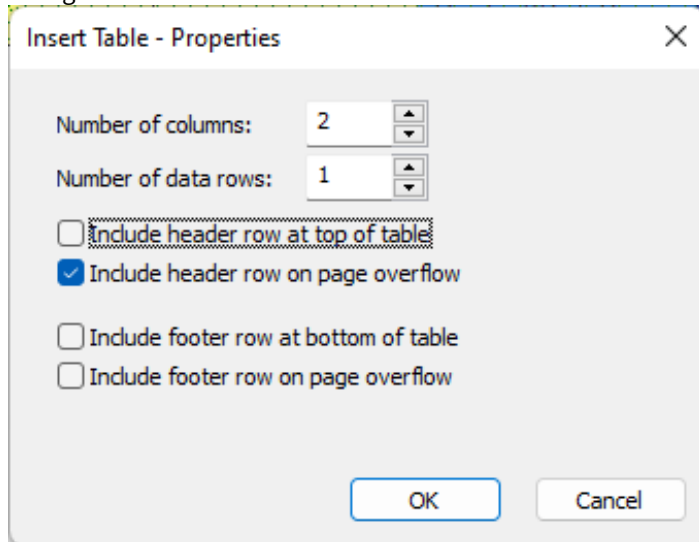 Insert Table - Properties
Number of columns: 2
Number of data rows: 1
Include header row at top of table
Include header row on page overflow
Include footer row at bottom of table
Include footer row on page overflow
OK Cancel